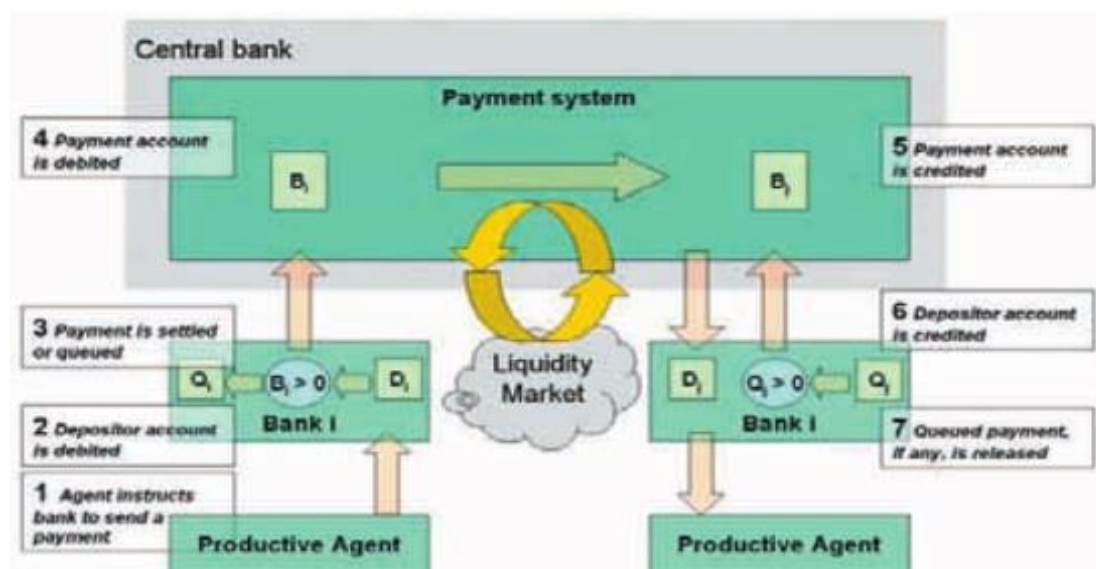 Central bank
Payment system
4 Payment account
is debited
5 Payment account
is credited
Bi
Bj
3 Payment is settled
or queued
6 Depositor account
is credited
Qi
Bi > 0
Di
Liquidity
Market
Dj
Qj > 0
Qj
Bank i
Bank i
2 Depositor account
is debited
7 Queued payment,
if any, is released
1 Agent instructs
bank to send a
payment
Productive Agent
Productive Agent